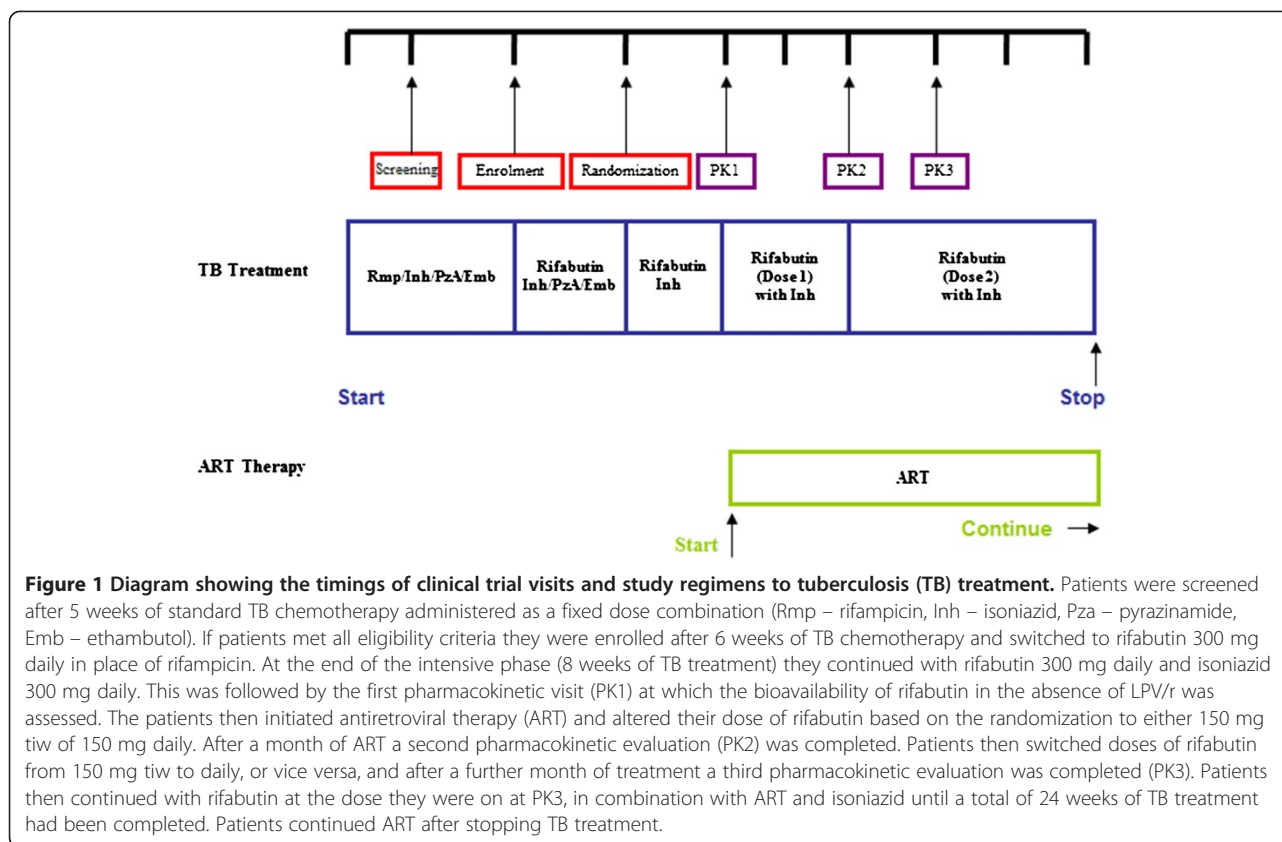 Screening Enrolment Randomization PK1 PK2 PK3
TB Treatment
Rmp/Inh/PzA/Emb
Rifabutin
Inh/PzA/Emb
Rifabutin
Inh
Rifabutin
(Dose1)
with Inh
Rifabutin
(Dose2)
with Inh
Start Stop
ART Therapy
ART
Start
Continue
Figure 1 Diagram showing the timings of clinical trial visits and study regimens to tuberculosis (TB) treatment. Patients were screened
after 5 weeks of standard TB chemotherapy administered as a fixed dose combination (Rmp – rifampicin, Inh – isoniazid, Pza – pyrazinamide,
Emb – ethambutol). If patients met all eligibility criteria they were enrolled after 6 weeks of TB chemotherapy and switched to rifabutin 300 mg
daily in place of rifampicin. At the end of the intensive phase (8 weeks of TB treatment) they continued with rifabutin 300 mg daily and isoniazid
300 mg daily. This was followed by the first pharmacokinetic visit (PK1) at which the bioavailability of rifabutin in the absence of LPV/r was
assessed. The patients then initiated antiretroviral therapy (ART) and altered their dose of rifabutin based on the randomization to either 150 mg
tiw of 150 mg daily. After a month of ART a second pharmacokinetic evaluation (PK2) was completed. Patients then switched doses of rifabutin
from 150 mg tiw to daily, or vice versa, and after a further month of treatment a third pharmacokinetic evaluation was completed (PK3). Patients
then continued with rifabutin at the dose they were on at PK3, in combination with ART and isoniazid until a total of 24 weeks of TB treatment
had been completed. Patients continued ART after stopping TB treatment.